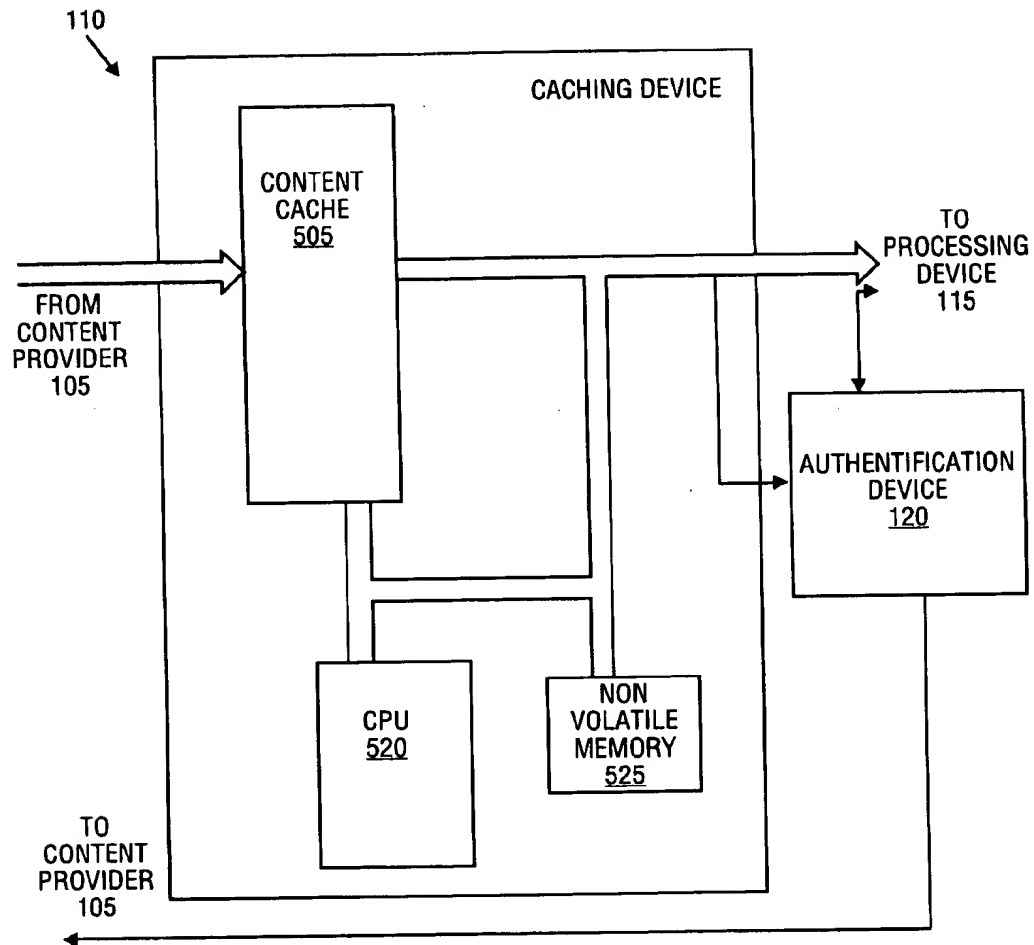 110
CACHING DEVICE
CONTENT
CACHE
505
TO
PROCESSING
DEVICE
115
FROM
CONTENT
PROVIDER
105
AUTHENTIFICATION
DEVICE
120
CPU
520
NON
VOLATILE
MEMORY
525
TO
CONTENT
PROVIDER
105